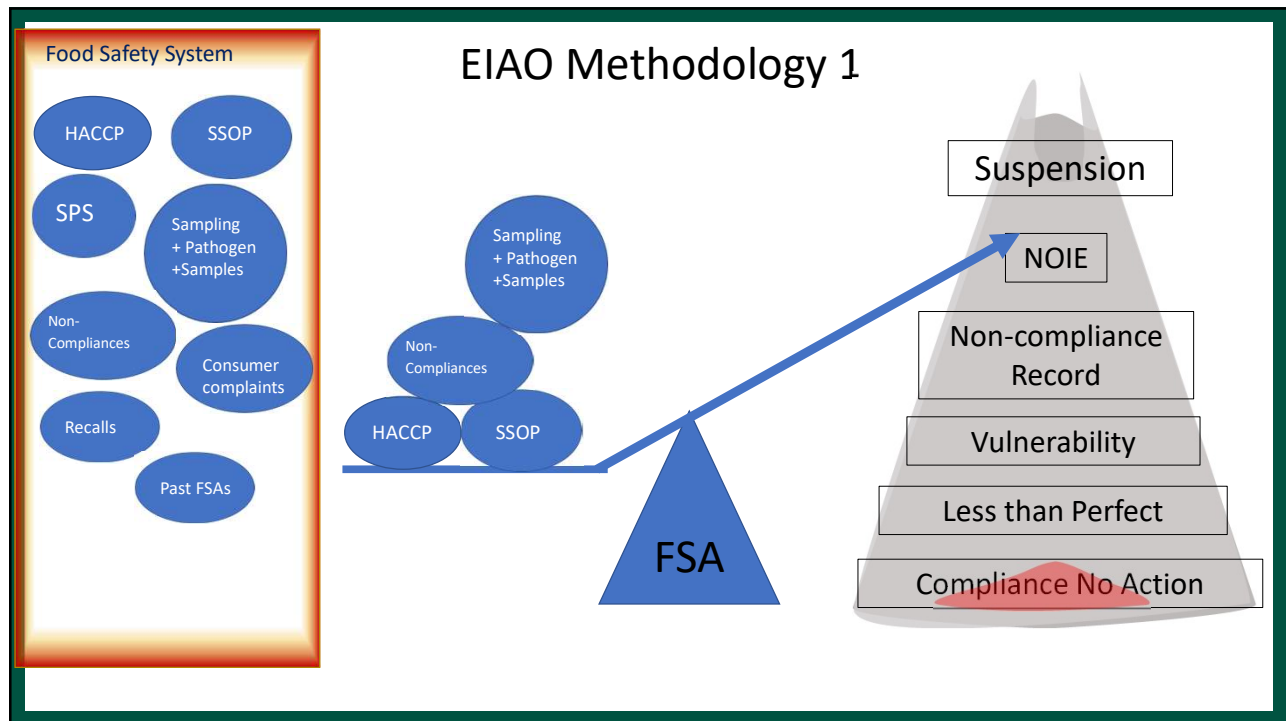 EIAO Methodology 1
Food Safety System
HACCP
SSOP
SPS
Sampling
+ Pathogen
+Samples
Non-
Compliances
Consumer
complaints
Recalls
Past FSAs
Sampling
+ Pathogen
+Samples
Non-
Compliances
HACCP
SSOP
FSA
Suspension
NOIE
Non-compliance
Record
Vulnerability
Less than Perfect
Compliance No Action